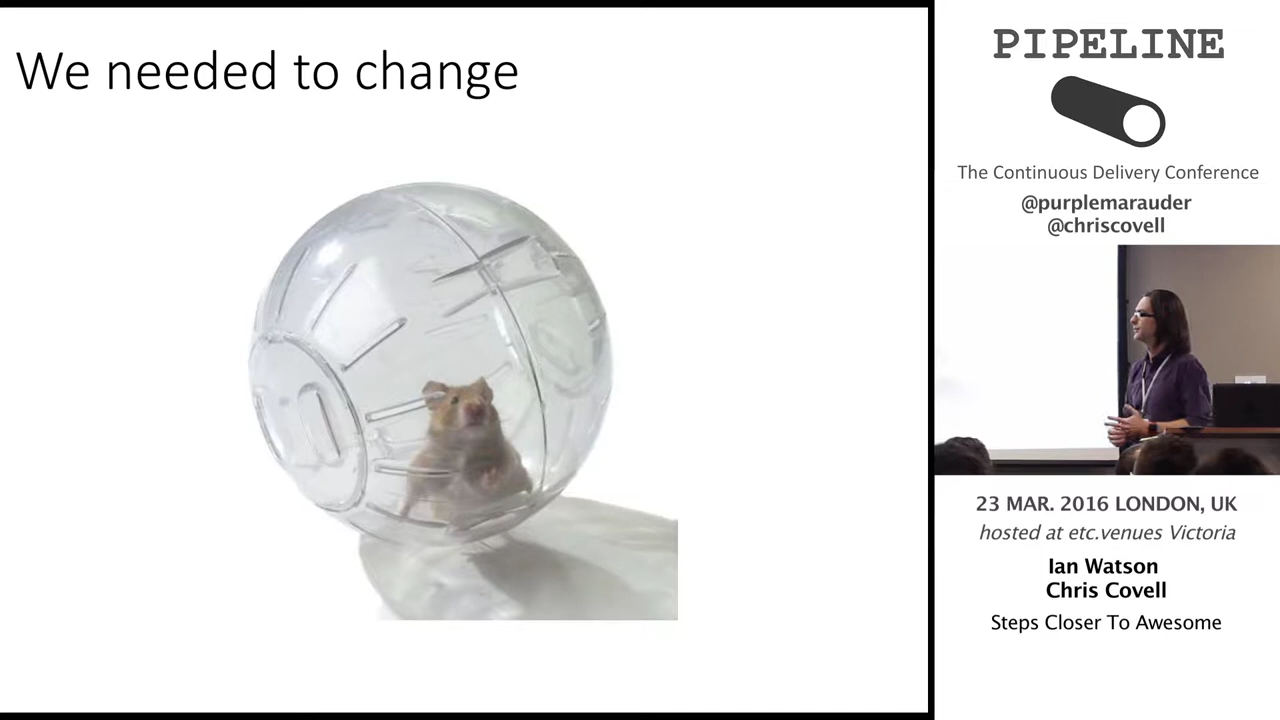 We needed to change
PIPELINE
The Continuous Delivery Conference
@purplemarauder
@chriscovell
23 MAR. 2016 LONDON, UK
hosted at etc.venues Victoria
Ian Watson
Chris Covell
Steps Closer To Awesome